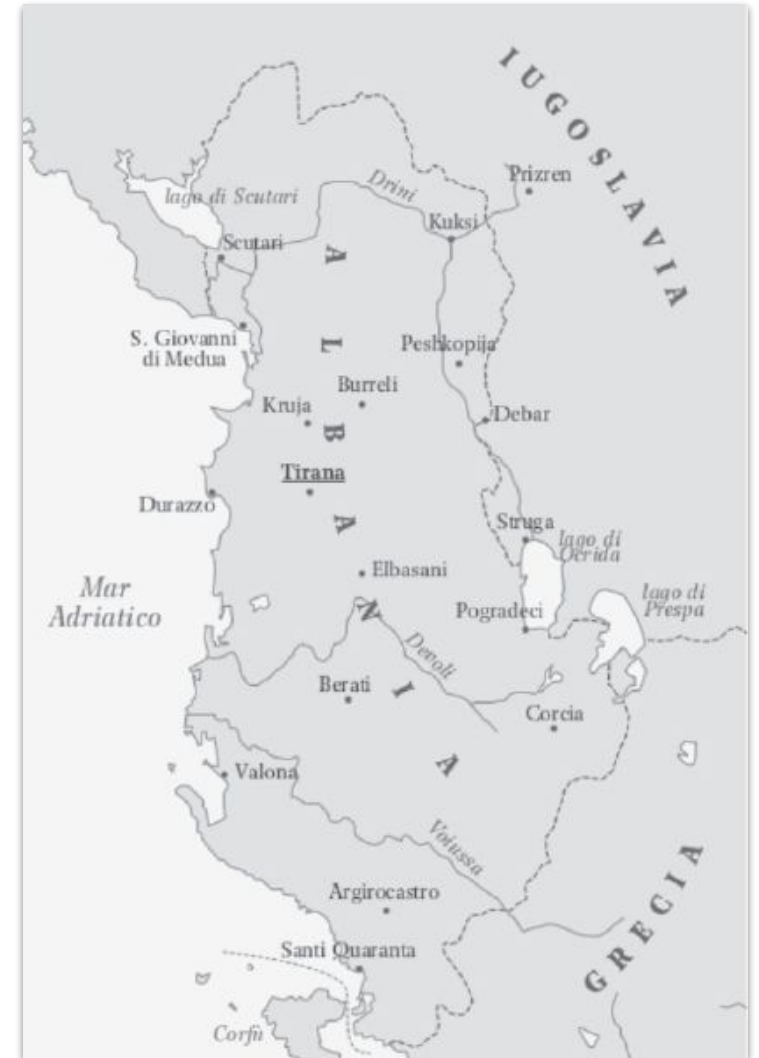 IUGOSLAVIA
Prizren
Drini
lago di Scutari
Kuksi
Scutari
ALBANIA
S. Giovanni
di Medua
Peshkopija
Burreli
Kruja
Debar
Tirana
Durazzo
Struga
lago di
Ocrida
Elbasani
Mar
Adriatico
lago di
Prespa
Pogradeci
Devoli
Berati
Corcia
Valona
Voiussa
GRECIA
Argirocastro
Santi Quaranta
Corfù